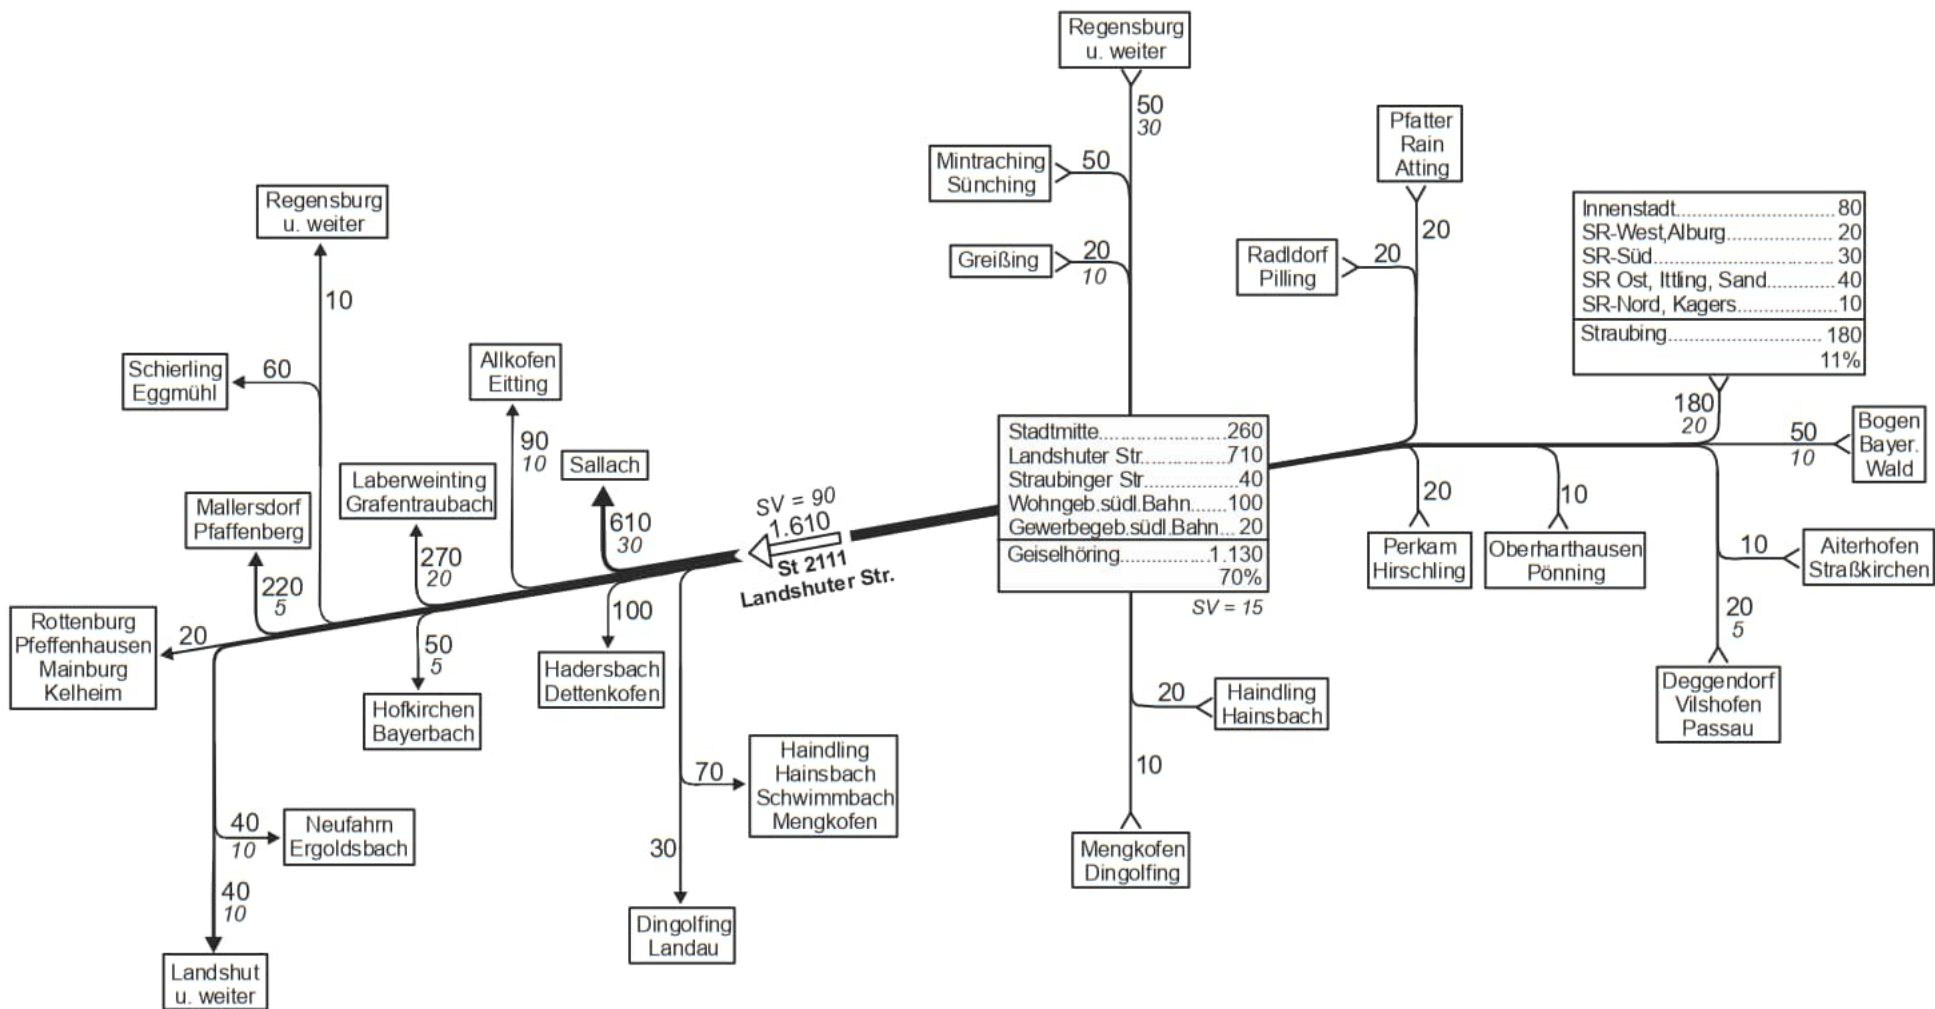 Regensburg
u. weiter
50
30
Mintraching
Sünching
50
Greißing
20
10
Pfatter
Rain
Atting
20
Radldorf
Pilling
20
Innenstadt..............................80
SR-West,Alburg....................20
SR-Süd.................................30
SR Ost, Ittling, Sand.............40
SR-Nord, Kagers..................10
Straubing..........................180
11%
180
20
50
10
Bogen
Bayer.
Wald
Regensburg
u. weiter
10
Schierling
Eggmühl
60
Allkofen
Eitting
90
10
Sallach
610
30
Laberweinting
Grafentraubach
270
20
Mallersdorf
Pfaffenberg
220
5
SV = 90
1.610
St 2111
Landshuter Str.
Stadtmitte........................260
Landshuter Str................710
Straubinger Str..................40
Wohngeb.südl.Bahn.......100
Gewerbegeb.südl.Bahn....20
Geiselhöring................1.130
70%
SV = 15
20
Perkam
Hirschling
10
Oberharthausen
Pönning
10
Aiterhofen
Straßkirchen
20
5
Deggendorf
Vilshofen
Passau
Rottenburg
Pfeffenhausen
Mainburg
Kelheim
20
50
5
Hofkirchen
Bayerbach
100
Hadersbach
Dettenkofen
70
Haindling
Hainsbach
Schwimmbach
Mengkofen
30
Dingolfing
Landau
20
Haindling
Hainsbach
10
Mengkofen
Dingolfing
40
10
Neufahrn
Ergoldsbach
40
10
Landshut
u. weiter